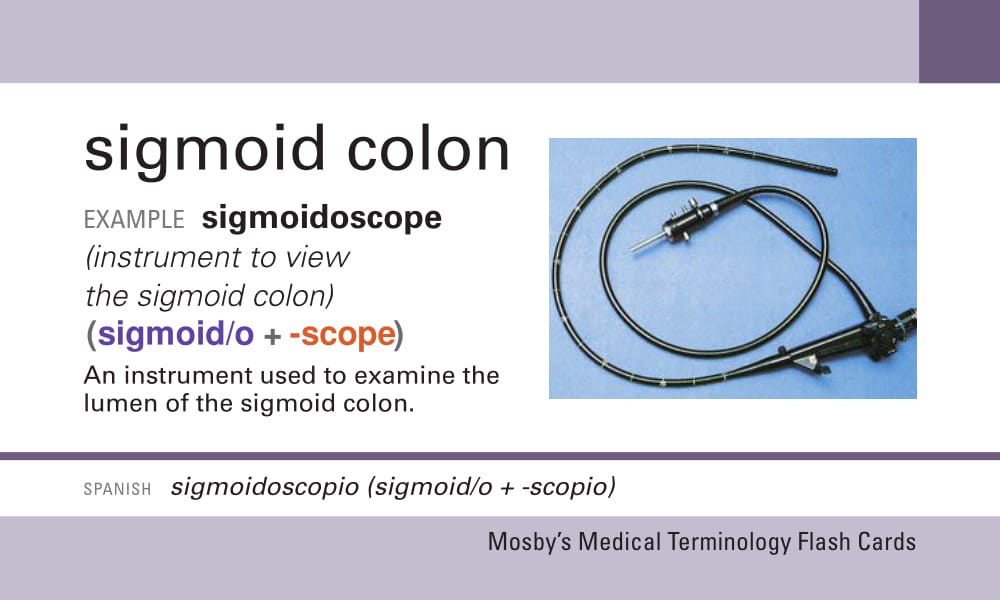 sigmoid colon
EXAMPLE sigmoidoscope
(instrument to view
the sigmoid colon)
(sigmoid/o + -scope)
An instrument used to examine the
lumen of the sigmoid colon.
SPANISH sigmoidoscopio (sigmoid/o + -scopio)
Mosby's Medical Terminology Flash Cards